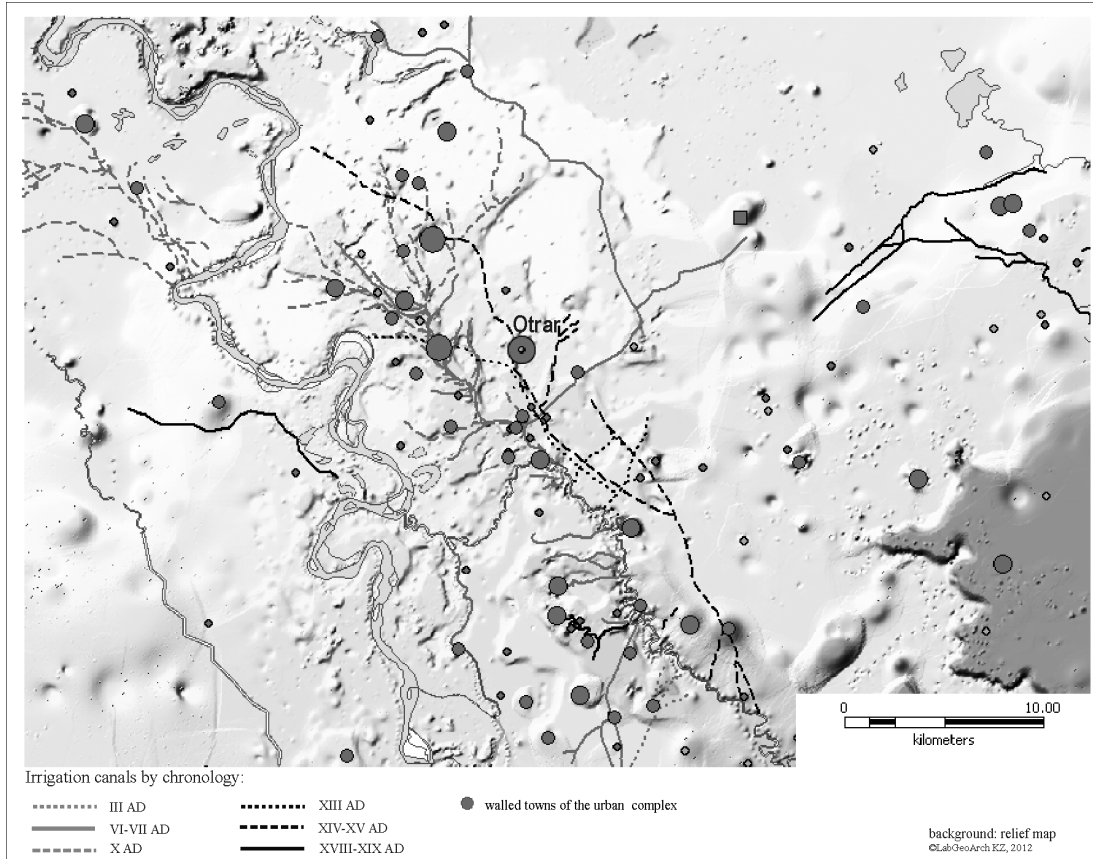 Otrar
0 10.00
kilometers
Irrigation canals by chronology:
III AD
VI-VII AD
X AD
XIII AD
XIV-XV AD
XVIII-XIX AD
walled towns of the urban complex
background: relief map
©LabGeoArch KZ, 2012